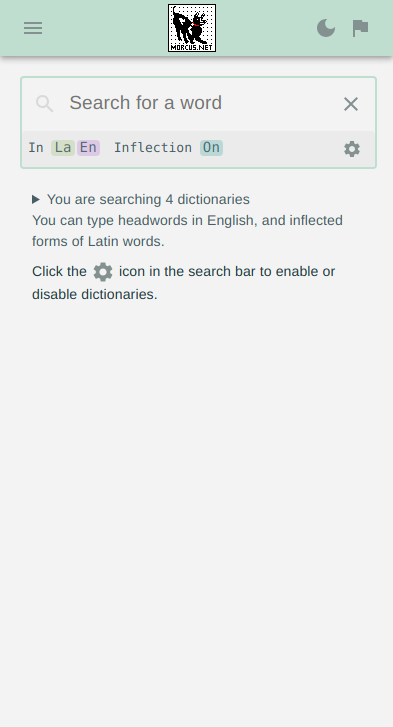 MORCUS.NET
Search for a word
In La En Inflection On
You are searching 4 dictionaries
You can type headwords in English, and inflected
forms of Latin words.
Click the icon in the search bar to enable or
disable dictionaries.